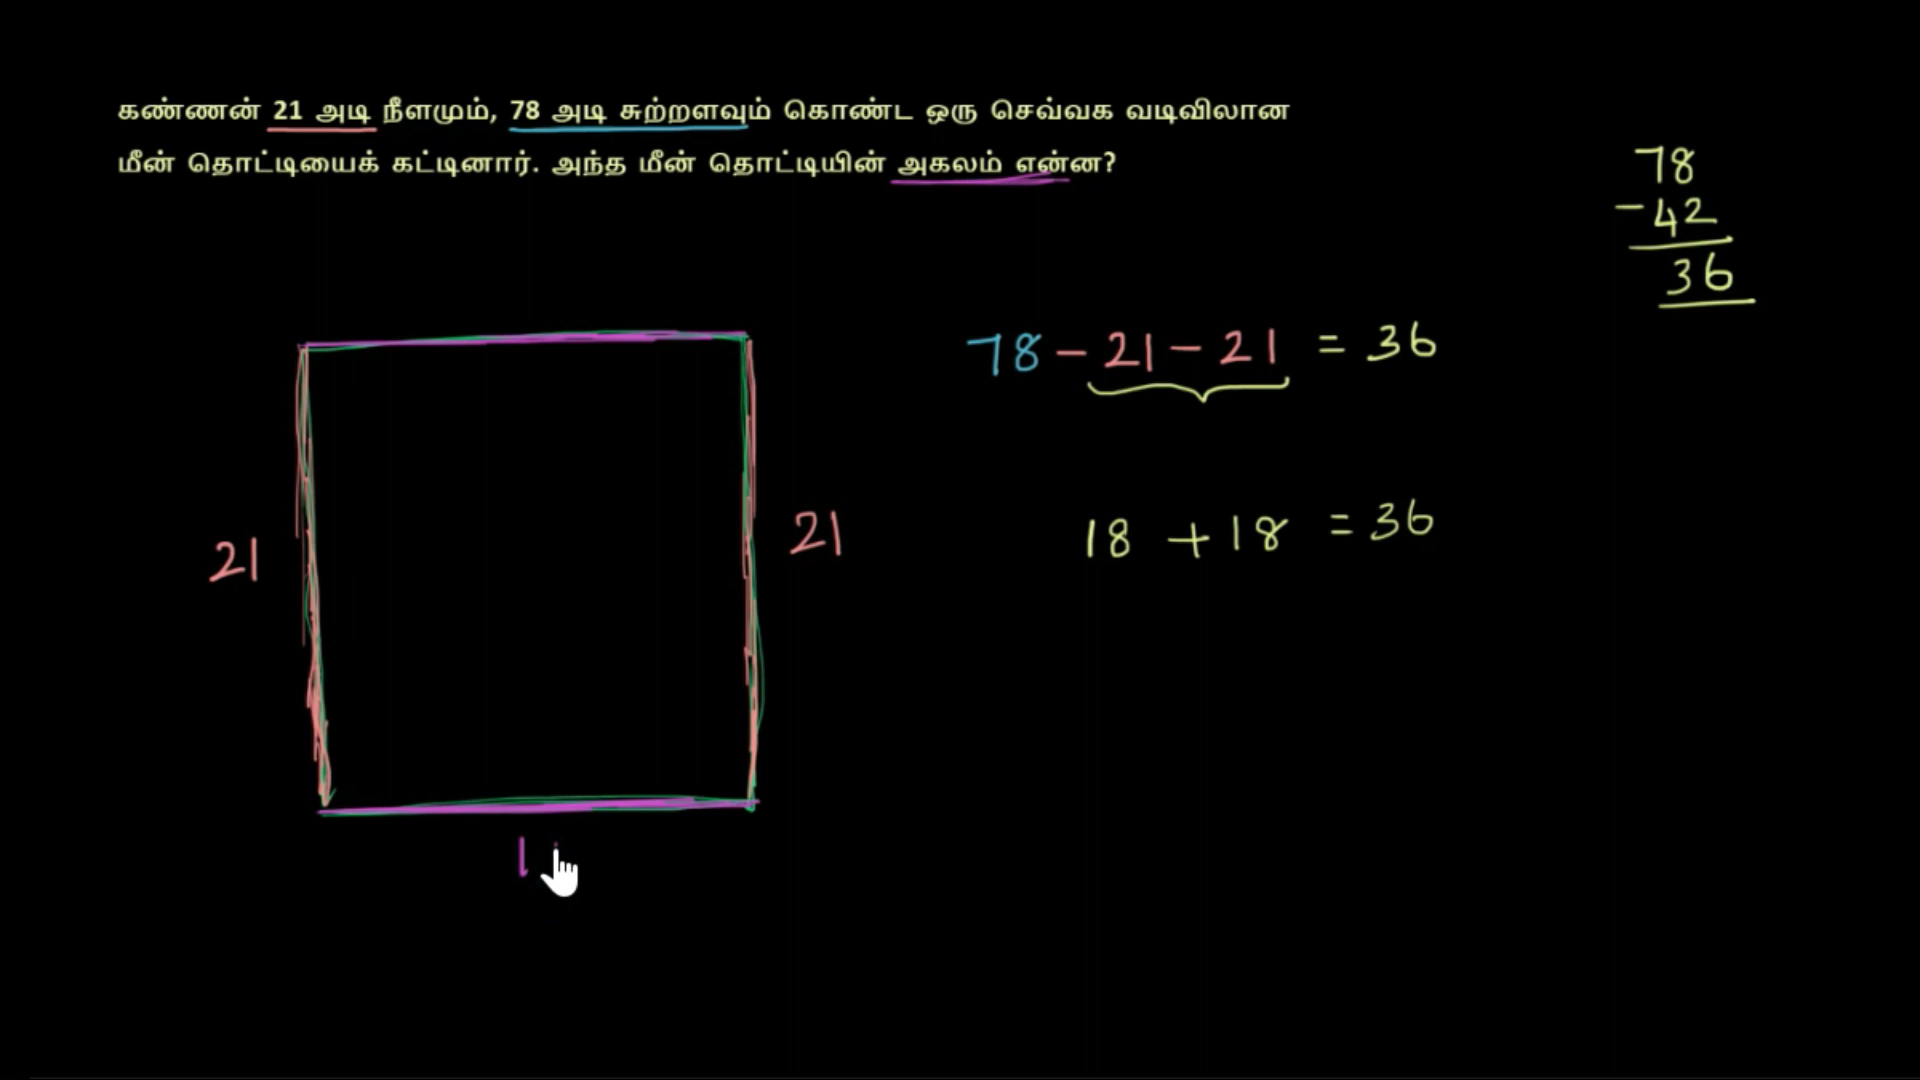 கண்ணன் 21 அடி நீளமும், 78 அடி சுற்றளவும் கொண்ட ஒரு செவ்வக வடிவிலான
மீன் தொட்டியைக் கட்டினார். அந்த மீன் தொட்டியின் அகலம் என்ன?
78
-42
36
78 - 21 - 21 = 36
18 + 18 = 36
21
21
1